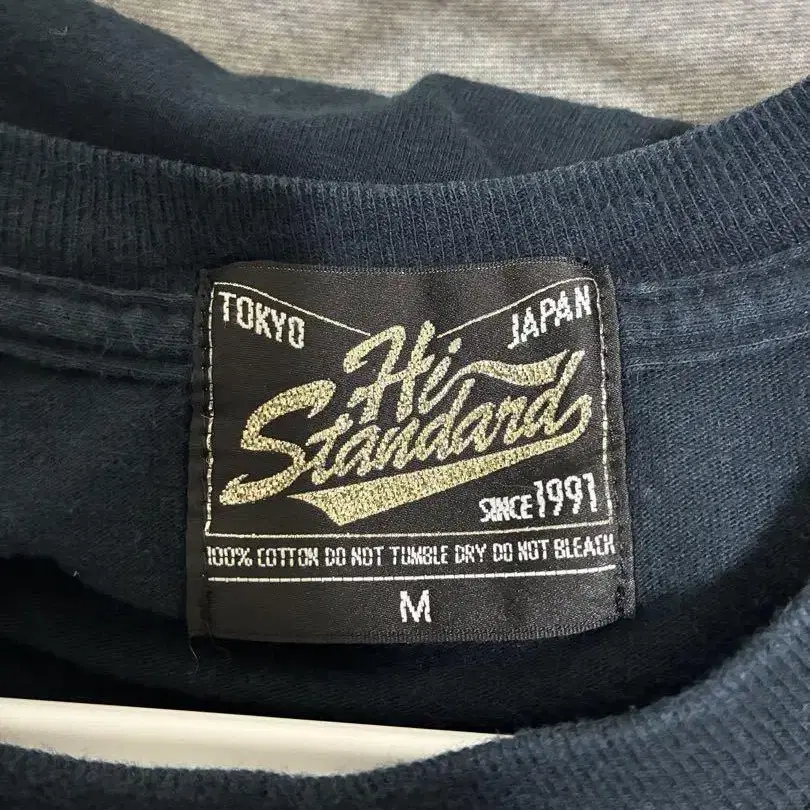 TOKYO JAPAN
Hi-
Standard
SINCE 1991
100% COTTON DO NOT TUMBLE DRY DO NOT BLEACH
M